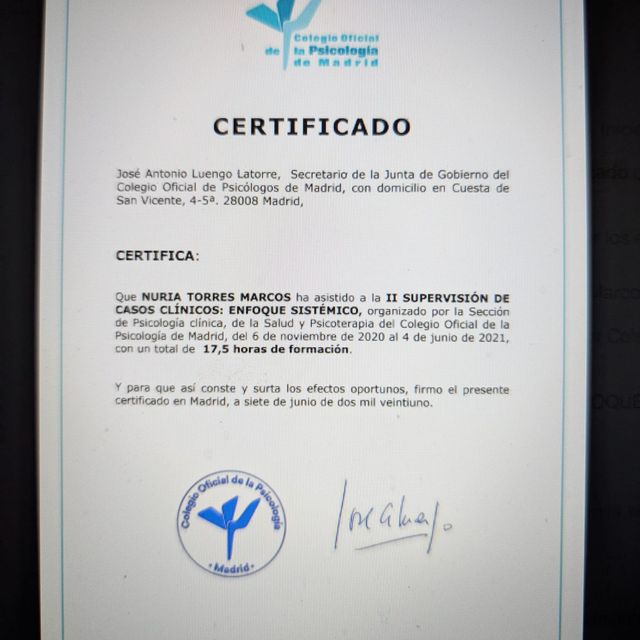 Colegio Oficial
de la Psicología
de Madrid
CERTIFICADO
José Antonio Luengo Latorre, Secretario de la Junta de Gobierno del
Colegio Oficial de Psicólogos de Madrid, con domicilio en Cuesta de
San Vicente, 4-5ª. 28008 Madrid,
CERTIFICA:
Que NURIA TORRES MARCOS ha asistido a la II SUPERVISIÓN DE
CASOS CLÍNICOS: ENFOQUE SISTÉMICO, organizado por la Sección
de Psicología clínica, de la Salud y Psicoterapia del Colegio Oficial de la
Psicología de Madrid, del 6 de noviembre de 2020 al 4 de junio de 2021,
con un total de 17,5 horas de formación.
Y para que así conste y surta los efectos oportunos, firmo el presente
certificado en Madrid, a siete de junio de dos mil veintiuno.
Colegio Oficial de la Psicología
Madrid